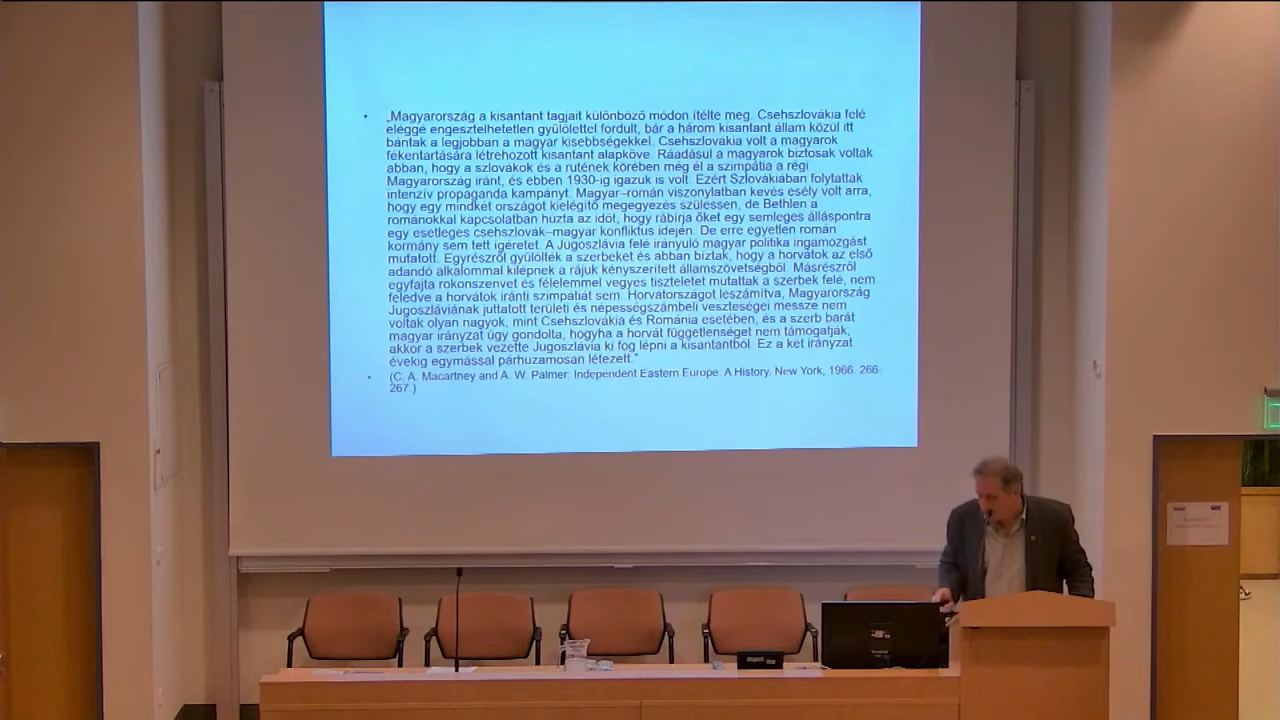 • „Magyarország a kisantant tagjait különböző módon ítélte meg. Csehszlovákia felé
eléggé engesztelhetetlen gyűlölettel fordult, bár a három kisantant állam közül itt
bántak a legjobban a magyar kisebbségekkel. Csehszlovákia volt a magyarok
féken­tartására létrehozott kisantant alapköve. Ráadásul a magyarok biztosak voltak
abban, hogy a szlovákok és a rutének körében még él a szimpátia a régi
Magyarország iránt, és ebben 1930-ig igazuk is volt. Ezért Szlovákiában folytattak
intenzív propaganda kampányt. Magyar–román viszonylatban kevés esély volt arra,
hogy egy mindkét országot kielégítő megegyezés szülessen, de Bethlen a
románokkal kapcsolatban húzta az időt, hogy rábírja őket egy semleges álláspontra
egy esetleges csehszlovák–magyar konfliktus idején. De erre egyetlen román
kormány sem tett ígéretet. A Jugoszlávia felé irányuló magyar politika ingamozgást
mutatott. Egyrészről gyűlölték a szerbeket és abban bíztak, hogy a horvátok az első
adandó alkalommal kilépnek a rájuk kényszerített államszövetségből. Másrészről
egyfajta rokonszenvet és félelemmel vegyes tiszteletet mutattak a szerbek felé, nem
feledve a horvátok iránti szimpátiát sem. Horvátországot leszámítva, Magyarország
Jugoszláviának juttatott területi és népességszámbeli veszteségei messze nem
voltak olyan nagyok, mint Csehszlovákia és Románia esetében, és a szerb barát
magyar irányzat úgy gondolta, hogyha a horvát függetlenséget nem támogatják,
akkor a szerbek vezette Jugoszlávia ki fog lépni a kisantantból. Ez a két irányzat
évekig egymással párhuzamosan létezett."
• (C. A. Macartney and A. W. Palmer: Independent Eastern Europe. A History. New York, 1966. 266-
267.)